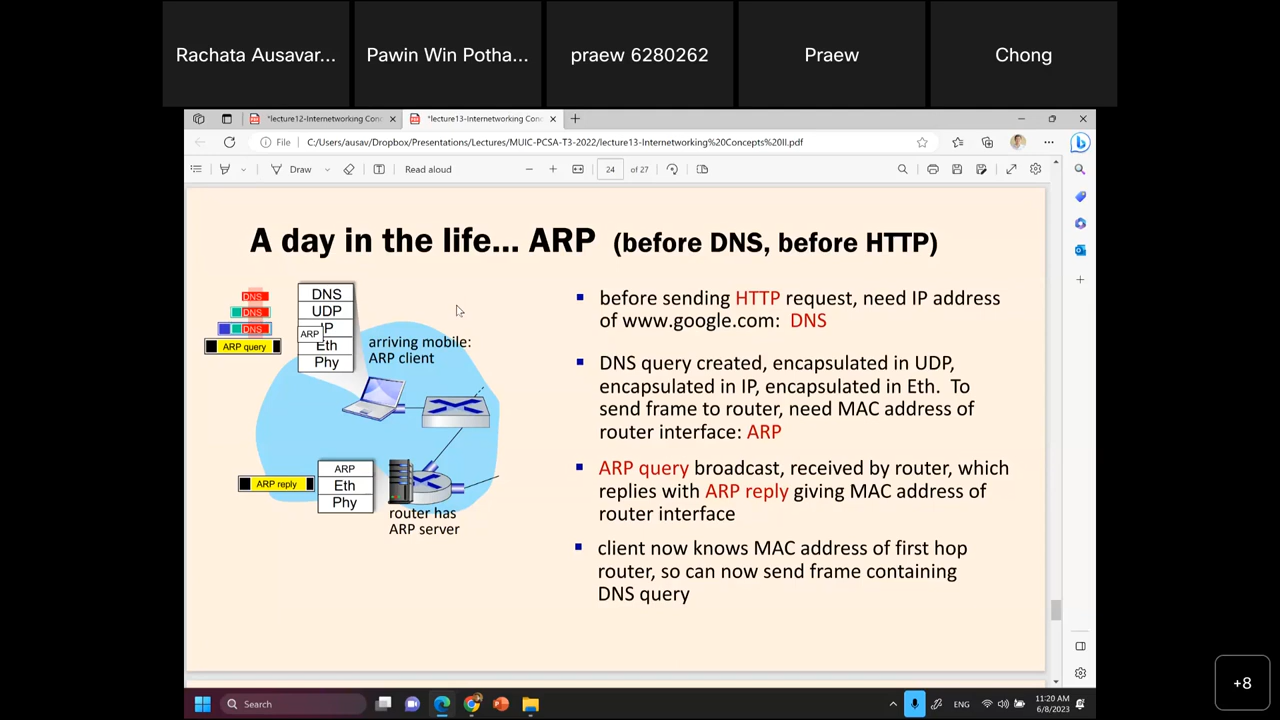 Rachata Ausavar...
Pawin Win Potha...
praew 6280262
Praew
Chong
*lecture12-Internetworking Conc
*lecture13-Internetworking Conc
File
C:/Users/ausav/Dropbox/Presentations/Lectures/MUIC-PCSA-T3-2022/lecture13-Internetworking%20Concepts%20II.pdf
Draw
Read aloud
24
of 27
A day in the life... ARP (before DNS, before HTTP)
DNS
DNS
DNS
ARP query
DNS
UDP
IP
ARP
Eth
Phy
arriving mobile:
ARP client
ARP reply
ARP
Eth
Phy
router has
ARP server
before sending HTTP request, need IP address
of www.google.com: DNS
DNS query created, encapsulated in UDP,
encapsulated in IP, encapsulated in Eth. To
send frame to router, need MAC address of
router interface: ARP
ARP query broadcast, received by router, which
replies with ARP reply giving MAC address of
router interface
client now knows MAC address of first hop
router, so can now send frame containing
DNS query
Search
ENG
11:20 AM
6/8/2023
+8